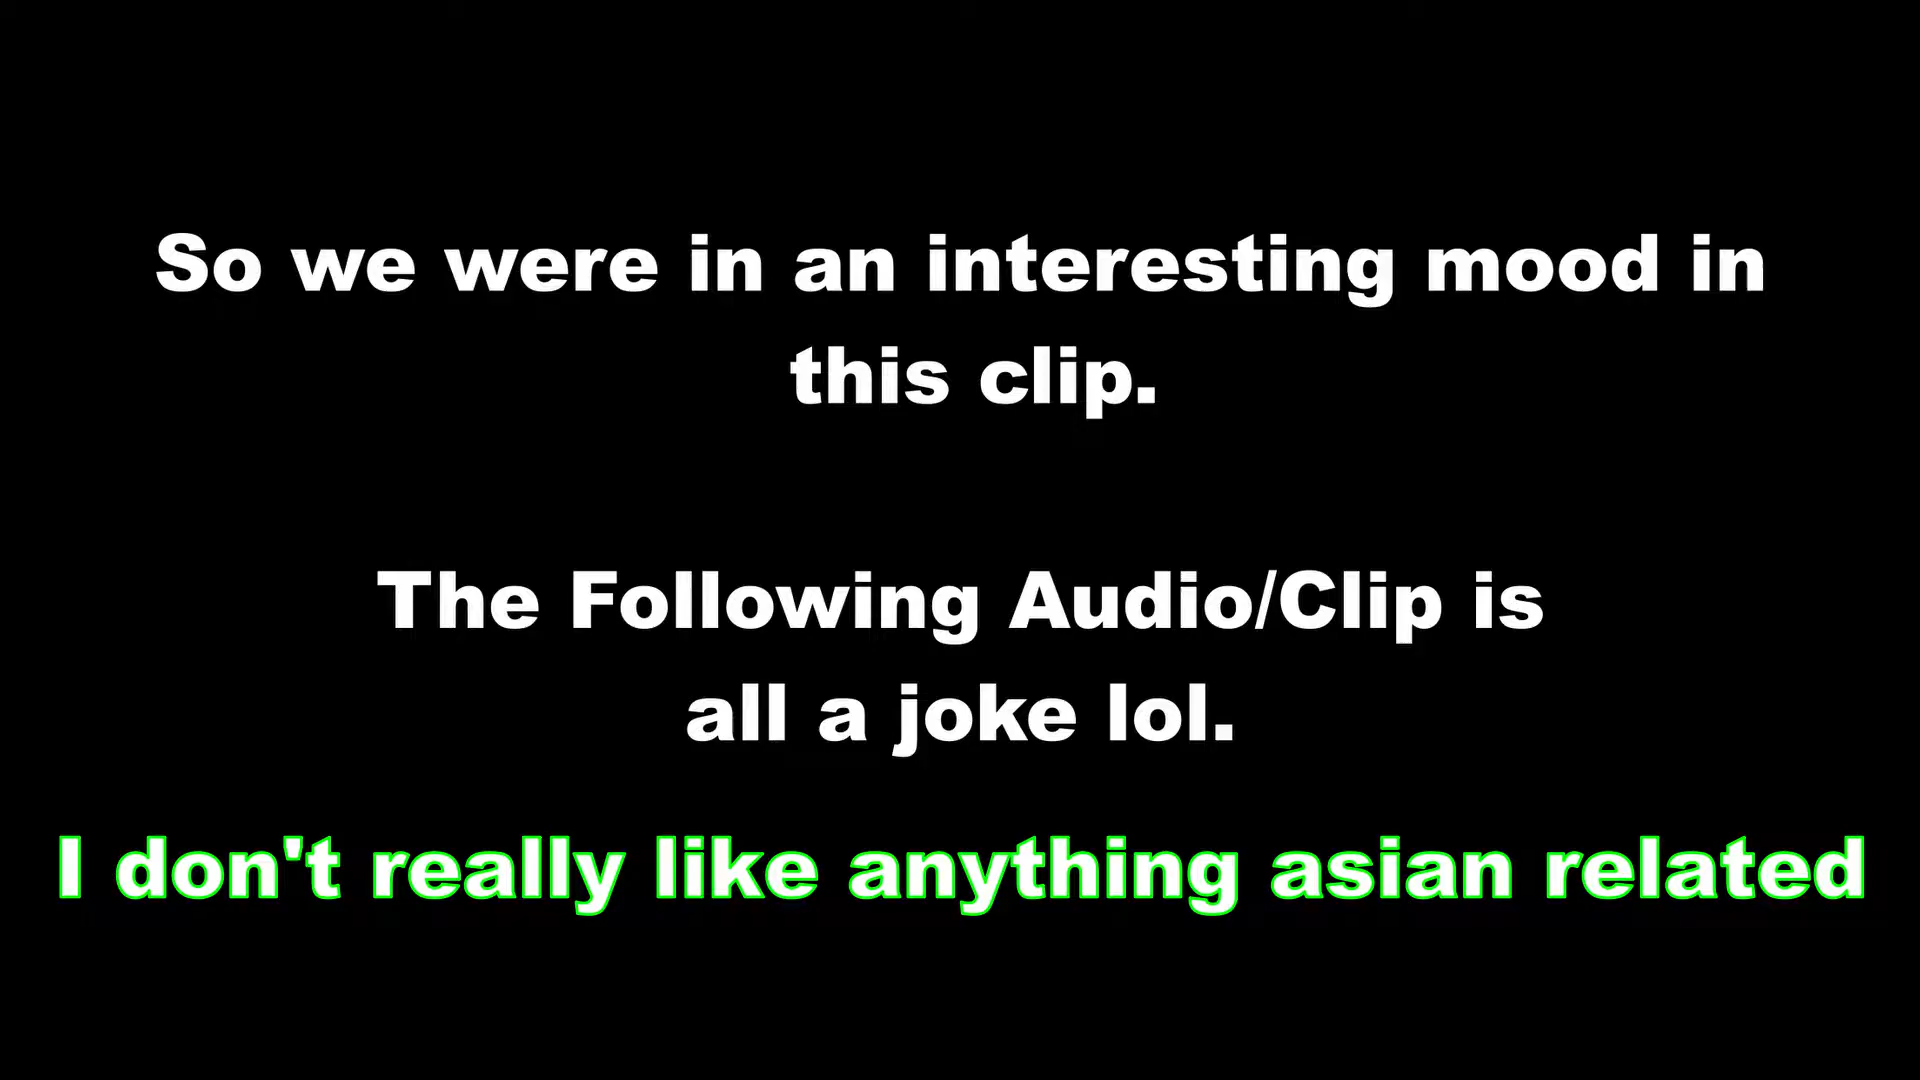 So we were in an interesting mood in
this clip.
The Following Audio/Clip is
all a joke lol.
I don't really like anything asian related